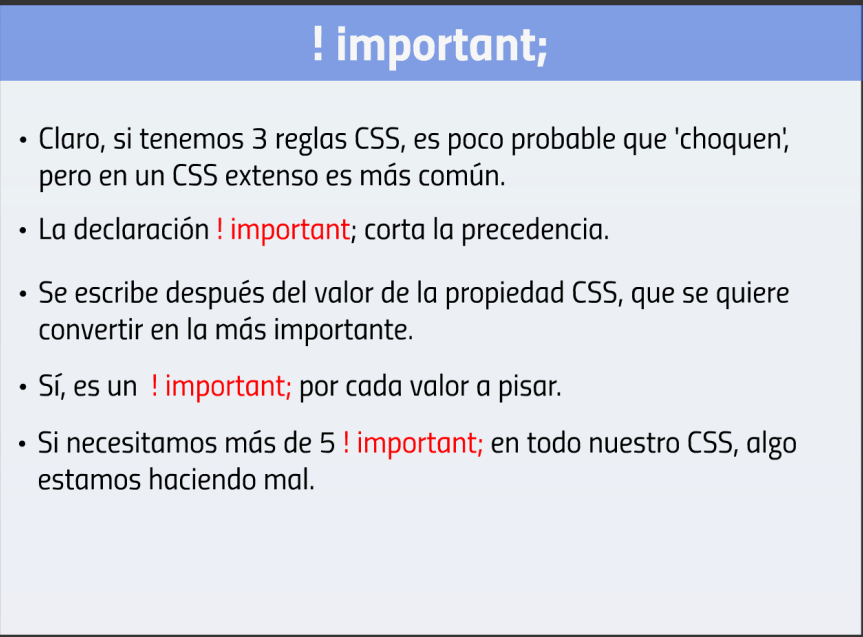 ! important;
• Claro, si tenemos 3 reglas CSS, es poco probable que 'choquen',
pero en un CSS extenso es más común.
• La declaración ! important; corta la precedencia.
• Se escribe después del valor de la propiedad CSS, que se quiere
convertir en la más importante.
• Sí, es un ! important; por cada valor a pisar.
• Si necesitamos más de 5 ! important; en todo nuestro CSS, algo
estamos haciendo mal.